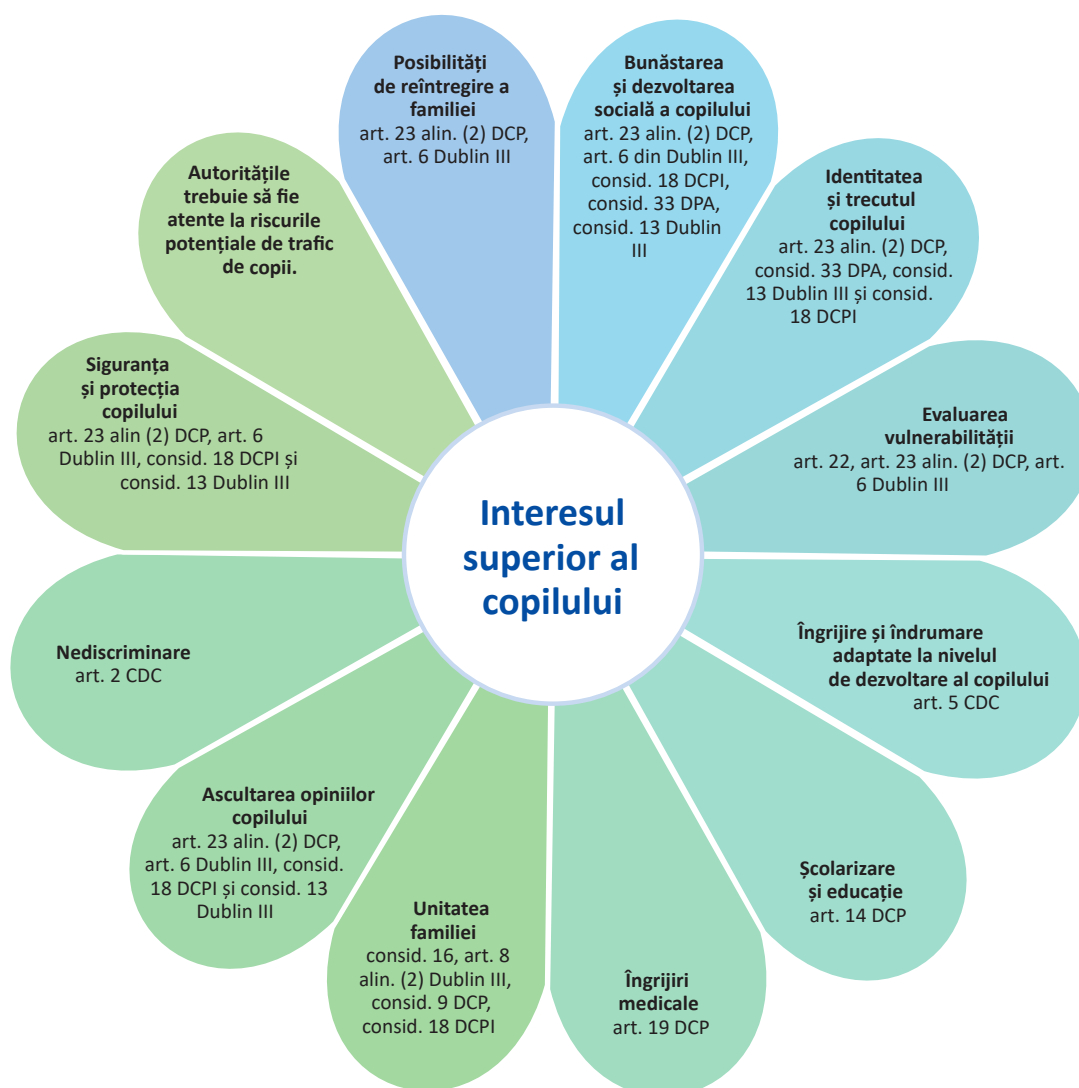 Posibilități
de reîntregire a
familiei
art. 23 alin. (2) DCP,
art. 6 Dublin III
Bunăstarea
și dezvoltarea
socială a copilului
art. 23 alin. (2) DCP,
art. 6 din Dublin III,
consid. 18 DCPI,
consid. 33 DPA,
consid. 13 Dublin
III
Identitatea
și trecutul
copilului
art. 23 alin. (2) DCP,
consid. 33 DPA, consid.
13 Dublin III și consid.
18 DCPI
Evaluarea
vulnerabilității
art. 22, art. 23 alin. (2) DCP, art.
6 Dublin III
Îngrijire și îndrumare
adaptate la nivelul
de dezvoltare al copilului
art. 5 CDC
Școlarizare
și educație
art. 14 DCP
Îngrijiri
medicale
art. 19 DCP
Unitatea
familiei
consid. 16, art. 8
alin. (2) Dublin III,
consid. 9 DCP,
consid. 18 DCPI
Ascultarea opiniilor
copilului
art. 23 alin. (2) DCP,
art. 6 Dublin III, consid.
18 DCPI și consid. 13
Dublin III
Nediscriminare
art. 2 CDC
Siguranța
și protecția
copilului
art. 23 alin (2) DCP, art. 6
Dublin III, consid. 18 DCPI și
consid. 13 Dublin III
Autoritățile
trebuie să fie
atente la riscurile
potențiale de trafic
de copii.
Interesul
superior al
copilului